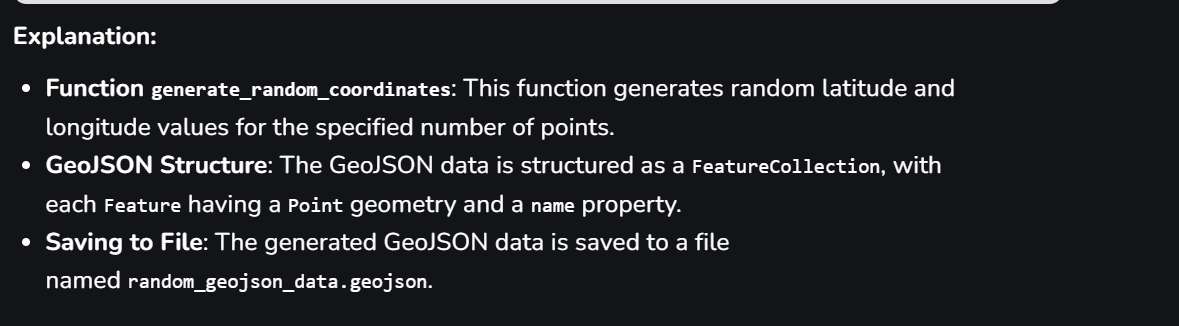 Explanation:
• Function generate_random_coordinates: This function generates random latitude and
longitude values for the specified number of points.
• GeoJSON Structure: The GeoJSON data is structured as a FeatureCollection, with
each Feature having a Point geometry and a name property.
• Saving to File: The generated GeoJSON data is saved to a file
named random_geojson_data.geojson.